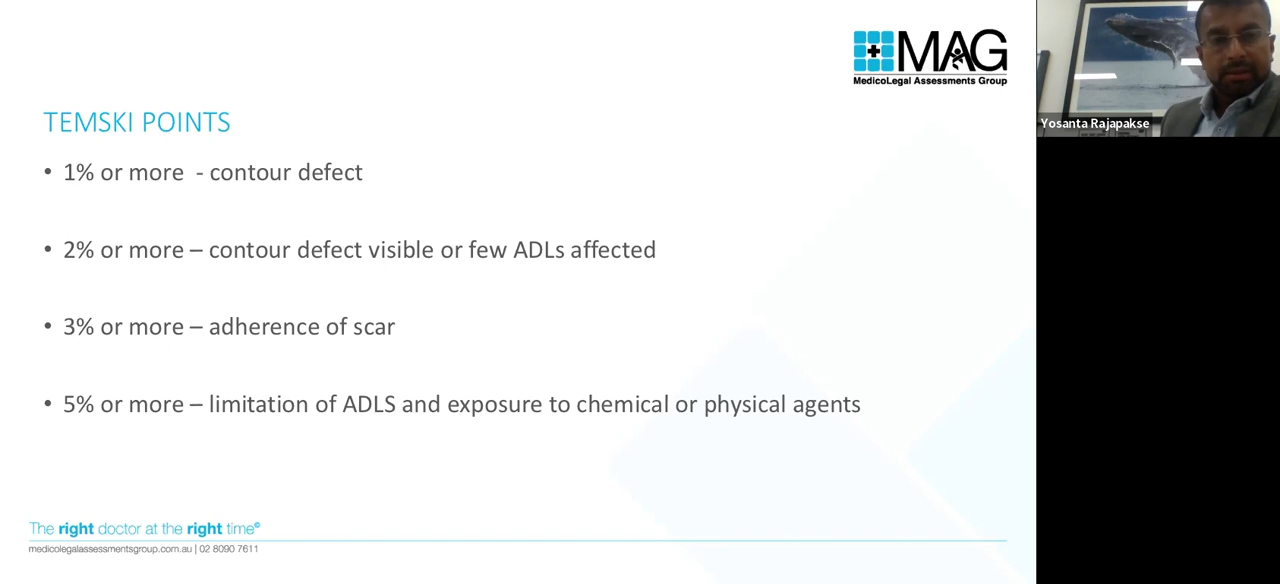 MAG
MedicoLegal Assessments Group
TEMSKI POINTS
• 1% or more  - contour defect
• 2% or more – contour defect visible or few ADLs affected
• 3% or more – adherence of scar
• 5% or more – limitation of ADLS and exposure to chemical or physical agents
The right doctor at the right time©
medicolegalassessmentsgroup.com.au | 02 8090 7611
Yosanta Rajapakse